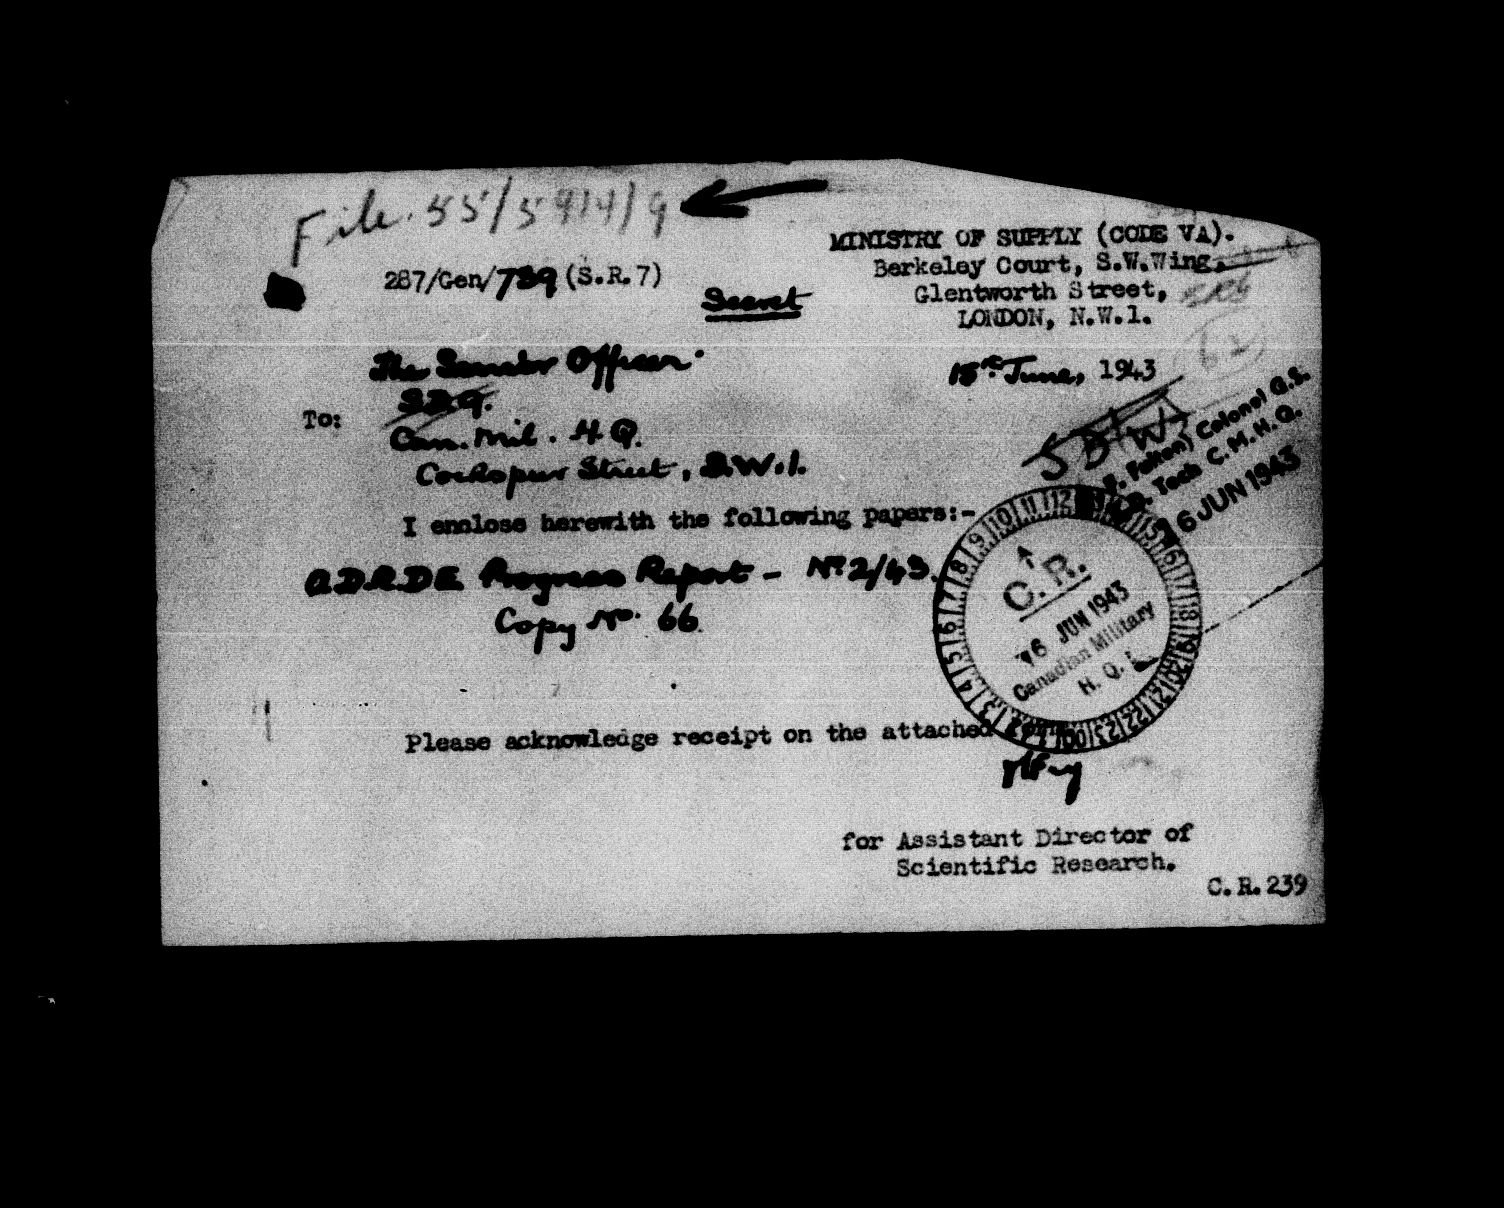 File. 55/5914/9
MINISTRY OF SUPPLY (CODE VA).
Berkeley Court, S.W.Wing,
Glentworth Street,
LONDON, N.W.1.
287/Gen/789 (S.R.7)
Secret
15th June, 1943
The Senior Officer
To:
Can. Mil. H.Q.
Cockspur Street, S.W.1.
Colonel G.S.
Tech C.M.H.Q.
16 JUN 1943
I enclose herewith the following papers:-
A.D.R.D.E. Progress Report - No 2/43.
Copy No. 66.
C. R.
16 JUN 1943
Canadian Military
H. Q.
Please acknowledge receipt on the attached form.
for Assistant Director of
Scientific Research.
C.R.239